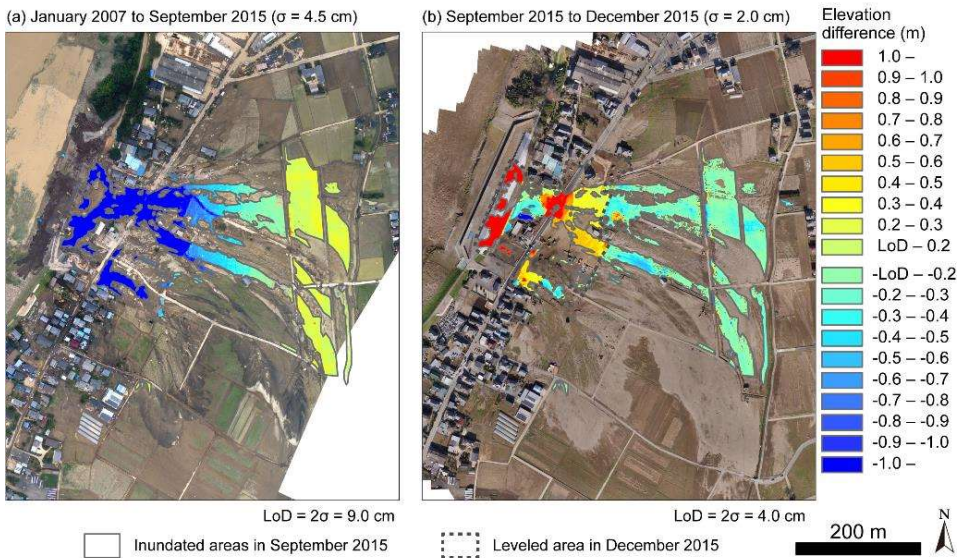 (a) January 2007 to September 2015 (σ = 4.5 cm)
(b) September 2015 to December 2015 (σ = 2.0 cm)
Elevation
difference (m)
1.0 –
0.9 – 1.0
0.8 – 0.9
0.7 – 0.8
0.6 – 0.7
0.5 – 0.6
0.4 – 0.5
0.3 – 0.4
0.2 – 0.3
LoD – 0.2
-LoD – -0.2
-0.2 – -0.3
-0.3 – -0.4
-0.4 – -0.5
-0.5 – -0.6
-0.6 – -0.7
-0.7 – -0.8
-0.8 – -0.9
-0.9 – -1.0
-1.0 –
LoD = 2σ = 9.0 cm
LoD = 2σ = 4.0 cm
Inundated areas in September 2015
Leveled area in December 2015
200 m
N